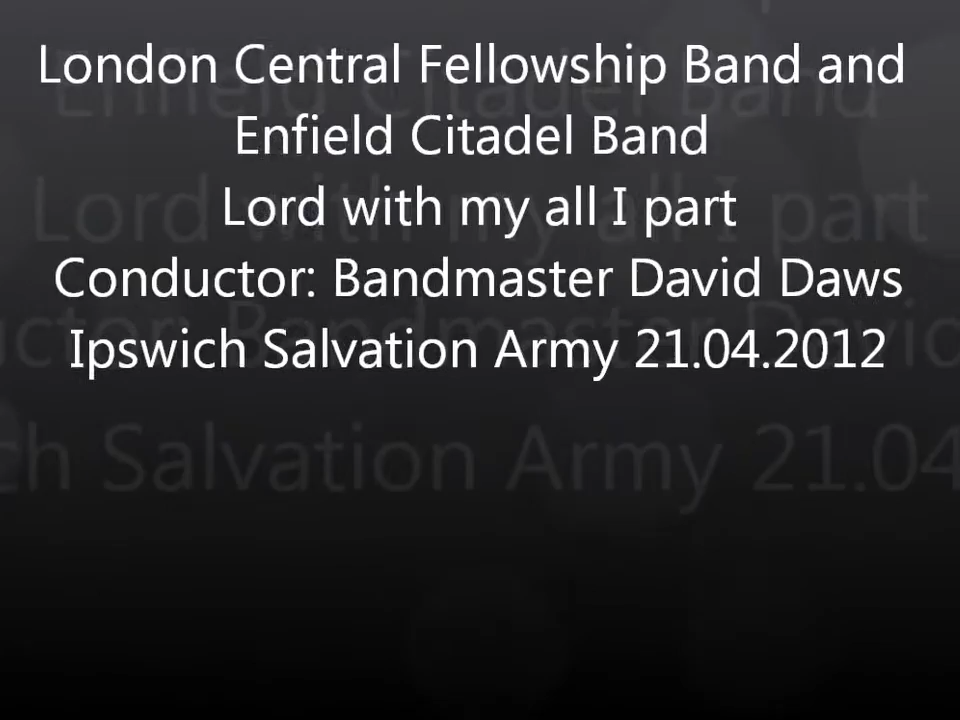 London Central Fellowship Band and
Enfield Citadel Band
Lord with my all I part
Conductor: Bandmaster David Daws
Ipswich Salvation Army 21.04.2012